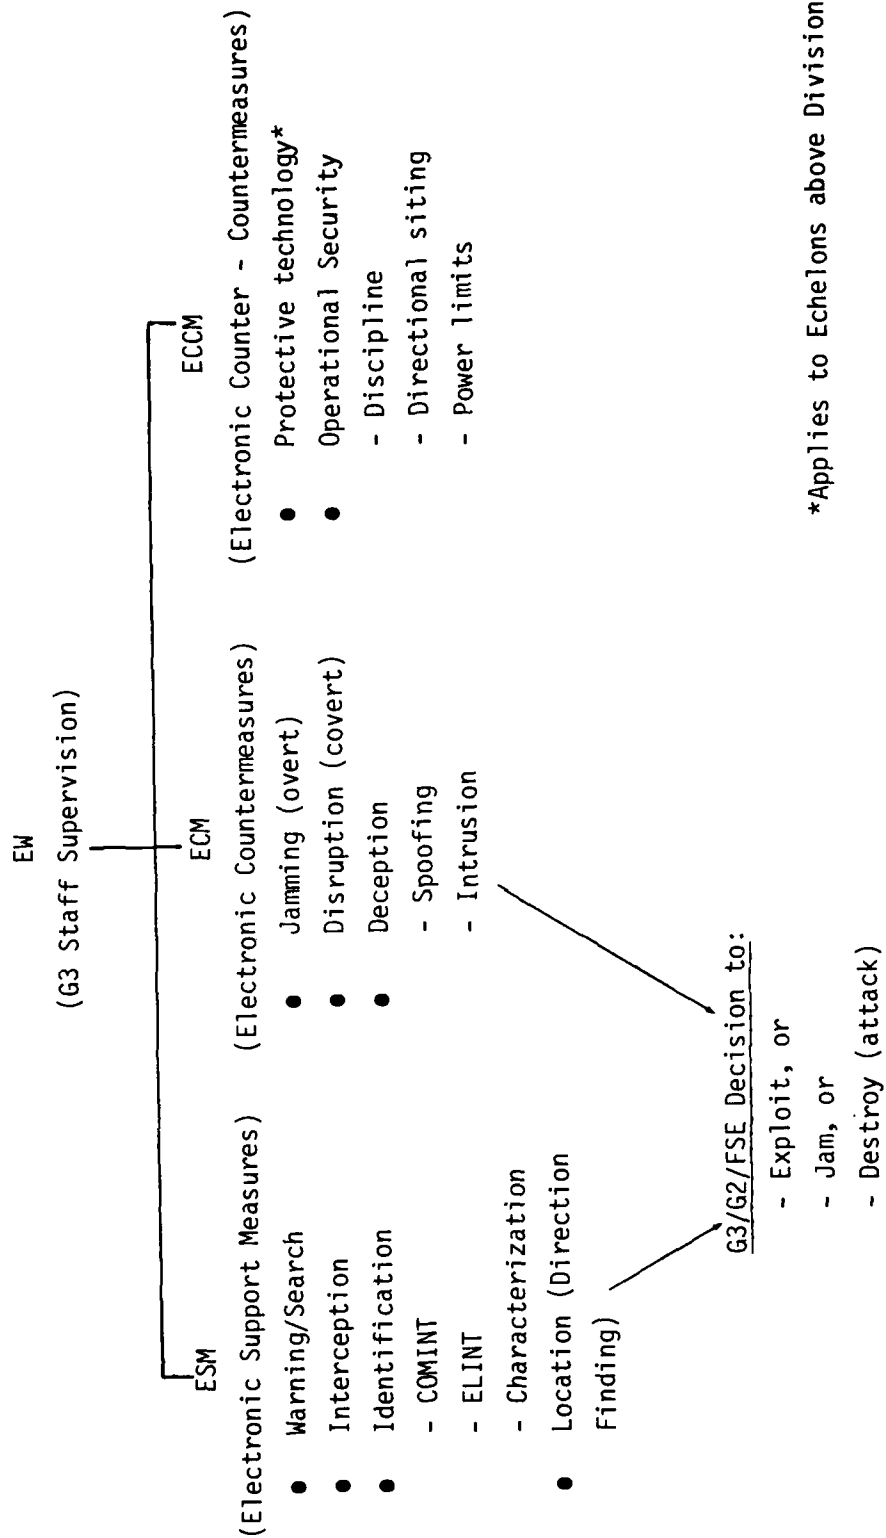 EW
(G3 Staff Supervision)
ESM
(Electronic Support Measures)
● Warning/Search
● Interception
● Identification
- COMINT
- ELINT
- Characterization
● Location (Direction
Finding)
ECM
(Electronic Countermeasures)
● Jamming (overt)
● Disruption (covert)
● Deception
- Spoofing
- Intrusion
ECCM
(Electronic Counter - Countermeasures)
● Protective technology*
● Operational Security
- Discipline
- Directional siting
- Power limits
G3/G2/FSE Decision to:
- Exploit, or
- Jam, or
- Destroy (attack)
*Applies to Echelons above Division